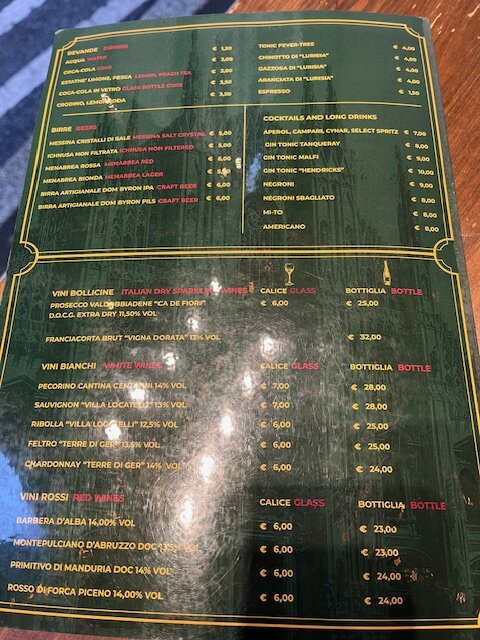 BEVANDE DRINKS
ACQUA WATER € 1,20
COCA-COLA COKE € 3,00
ESTATHE' LIMONE, PESCA LEMON, PEACH TEA € 3,00
COCA-COLA IN VETRO GLASS BOTTLE COKE € 3,50
CRODINO, LEMONSODA € 3,00
TONIC FEVER-TREE € 4,00
CHINOTTO DI "LURISIA" € 4,00
GAZZOSA DI "LURISIA" € 4,00
ARANCIATA DI "LURISIA" € 4,00
ESPRESSO € 1,50
BIRRE BEERS
MESSINA CRISTALLI DI SALE MESSINA SALT CRYSTAL € 5,00
ICHNUSA NON FILTRATA ICHNUSA NON FILTERED € 5,00
MENABREA ROSSA MENABREA RED € 5,00
MENABREA BIONDA MENABREA LAGER € 5,00
BIRRA ARTIGIANALE DOM BYRON IPA CRAFT BEER € 6,00
BIRRA ARTIGIANALE DOM BYRON PILS CRAFT BEER € 6,00
COCKTAILS AND LONG DRINKS
APEROL, CAMPARI, CYNAR, SELECT SPRITZ € 7,00
GIN TONIC TANQUERAY € 8,00
GIN TONIC MALFI € 9,00
GIN TONIC "HENDRICKS" € 10,00
NEGRONI € 9,00
NEGRONI SBAGLIATO € 8,00
MI-TO € 8,00
AMERICANO € 8,00
VINI BOLLICINE ITALIAN DRY SPARKLING WINES CALICE GLASS BOTTIGLIA BOTTLE
PROSECCO VALDOBBIADENE "CA DE FIORI" € 6,00 € 25,00
D.O.C.G. EXTRA DRY 11,50% VOL
FRANCIACORTA BRUT "VIGNA DORATA" 13% VOL € 32,00
VINI BIANCHI WHITE WINES CALICE GLASS BOTTIGLIA BOTTLE
PECORINO CANTINA 14% VOL € 7,00 € 28,00
SAUVIGNON "VILLA LOCATELLI" 13% VOL € 7,00 € 28,00
RIBOLLA "VILLA LOCATELLI" 12,5% VOL € 6,00 € 25,00
FELTRO "TERRE DI GER" 13,5% VOL € 6,00 € 25,00
CHARDONNAY "TERRE DI GER" 14% VOL € 6,00 € 24,00
VINI ROSSI RED WINES CALICE GLASS BOTTIGLIA BOTTLE
BARBERA D'ALBA 14,00% VOL € 6,00 € 23,00
MONTEPULCIANO D'ABRUZZO DOC VOL € 6,00 € 23,00
PRIMITIVO DI MANDURIA DOC 14% VOL € 6,00 € 24,00
ROSSO DI FORCA PICENO 14,00% VOL € 6,00 € 24,00